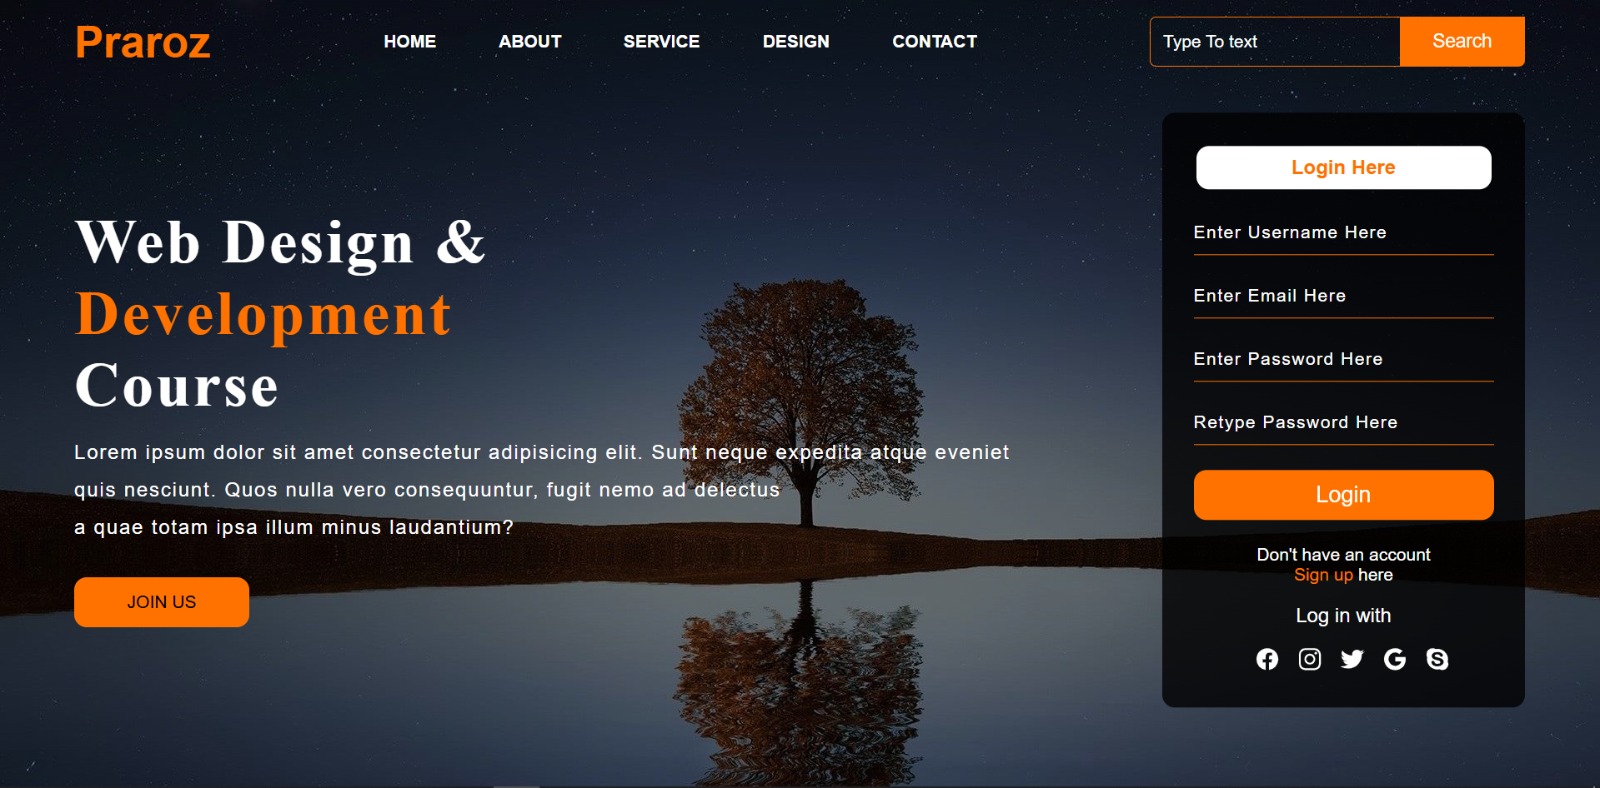 Praroz
HOME ABOUT SERVICE DESIGN CONTACT
Type To text
Search
Web Design &
Development
Course
Lorem ipsum dolor sit amet consectetur adipisicing elit. Sunt neque expedita atque eveniet
quis nesciunt. Quos nulla vero consequuntur, fugit nemo ad delectus
a quae totam ipsa illum minus laudantium?
JOIN US
Login Here
Enter Username Here
Enter Email Here
Enter Password Here
Retype Password Here
Login
Don't have an account
Sign up here
Log in with